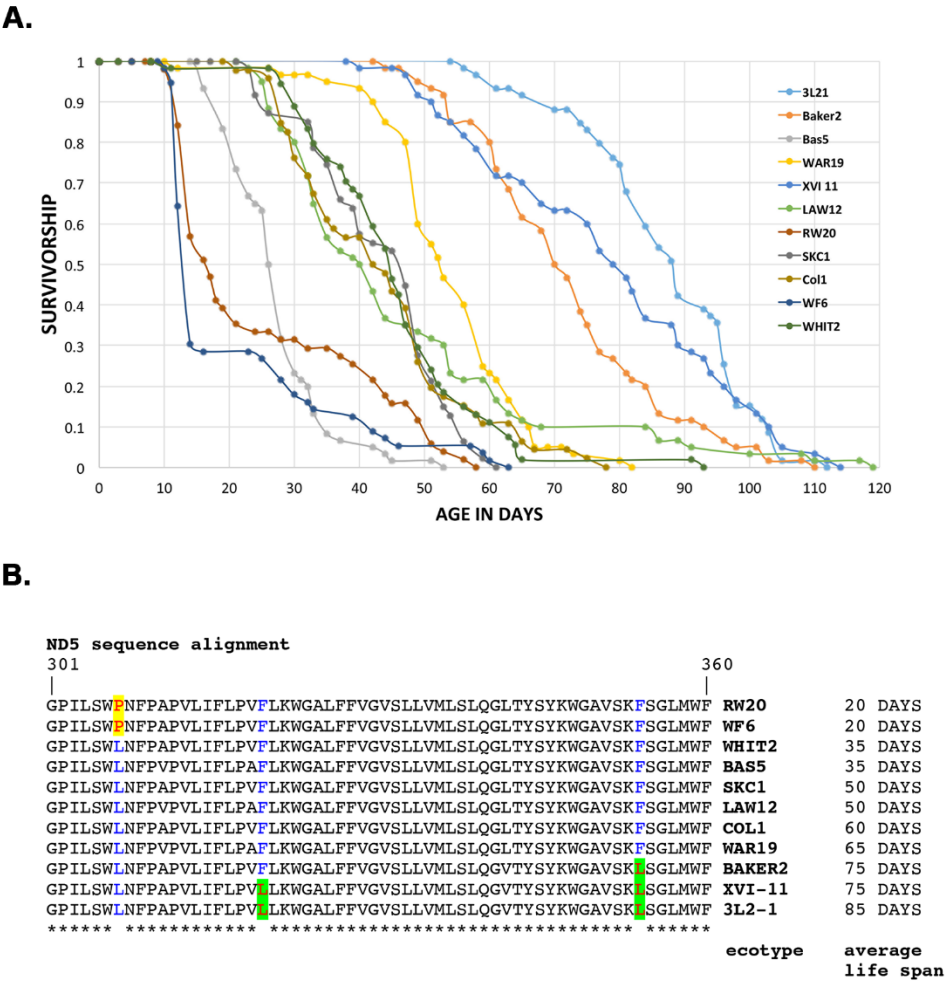 A.
1
0.9
0.8
0.7
0.6
0.5
0.4
0.3
0.2
0.1
0
SURVIVORSHIP
0 10 20 30 40 50 60 70 80 90 100 110 120
AGE IN DAYS
3L21
Baker2
Bas5
WAR19
XVI 11
LAW12
RW20
SKC1
Col1
WF6
WHIT2
B.
ND5 sequence alignment
301 360
GPILSWPNFPAPVLIFLPVFLKWGALFFVGVSLLVMLSLQGLTYSYKWGAVSKFSGLMWF RW20 20 DAYS
GPILSWPNFPAPVLIFLPVFLKWGALFFVGVSLLVMLSLQGLTYSYKWGAVSKFSGLMWF WF6 20 DAYS
GPILSWLNFPAPVLIFLPVFLKWGALFFVGVSLLVMLSLQGLTYSYKWGAVSKFSGLMWF WHIT2 35 DAYS
GPILSWLNFPVPVLIFLPAFLKWGALFFVGVSLLVMLSLQGLTYSYKWGAVSKFSGLMWF BAS5 35 DAYS
GPILSWLNFPAPVLIFLPVFLKWGALFFVGVSLLVMLSLQGLTYSYKWGAVSKFSGLMWF SKC1 50 DAYS
GPILSWLNFPVPVLIFLPAFLKWGALFFVGVSLLVMLSLQGLTYSYKWGAVSKFSGLMWF LAW12 50 DAYS
GPILSWLNFPAPVLIFLPVFLKWGALFFVGVSLLVMLSLQGLTYSYKWGAVSKFSGLMWF COL1 60 DAYS
GPILSWLNFPVPVLIFLPAFLKWGALFFVGVSLLVMLSLQGLTYSYKWGAVSKFSGLMWF WAR19 65 DAYS
GPILSWLNFPVPVLIFLPVFLKWGALFFVGVSLLVMLSLQGVTYSYKWGAVSKLSGLMWF BAKER2 75 DAYS
GPILSWLNFPAPVLIFLPVLLKWGALFFVGVSLLVMLSLQGVTYSYKWGAVSKLSGLMWF XVI-11 75 DAYS
GPILSWLNFPAPVLIFLPVLLKWGALFFVGVSLLVMLSLQGVTYSYKWGAVSKLSGLMWF 3L2-1 85 DAYS
****** ************ ********************************* ******
ecotype average
life span